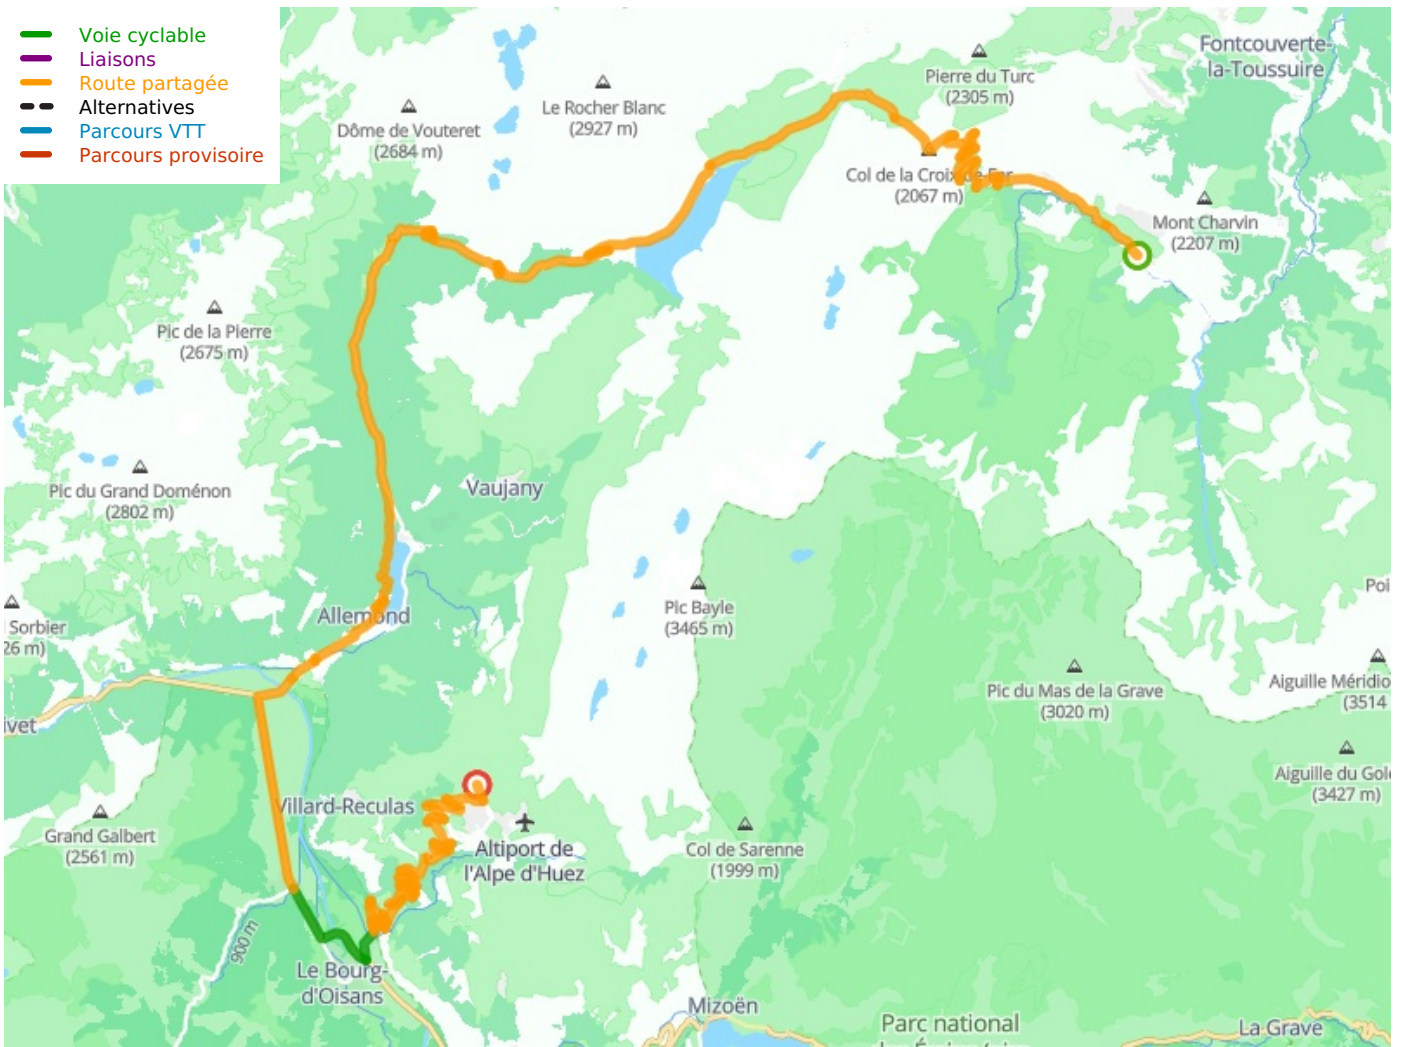 Voie cyclable
Liaisons
Route partagée
Alternatives
Parcours VTT
Parcours provisoire
Fontcouverte-
la-Toussuire
Pierre du Turc
(2305 m)
Le Rocher Blanc
(2927 m)
Dôme de Vouteret
(2684 m)
Col de la Croix-de-Fer
(2067 m)
Mont Charvin
(2207 m)
Pic de la Pierre
(2675 m)
Pic du Grand Doménon
(2802 m)
Vaujany
Allemond
Pic Bayle
(3465 m)
Sorbier
26 m)
Poi
Pic du Mas de la Grave
(3020 m)
Aiguille Méridio
(3514
ivet
Aiguille du Gole
(3427 m)
Villard-Reculas
Grand Galbert
(2561 m)
Altiport de
l'Alpe d'Huez
Col de Sarenne
(1999 m)
900 m
Le Bourg-
d'Oisans
Mizoën
Parc national
La Grave